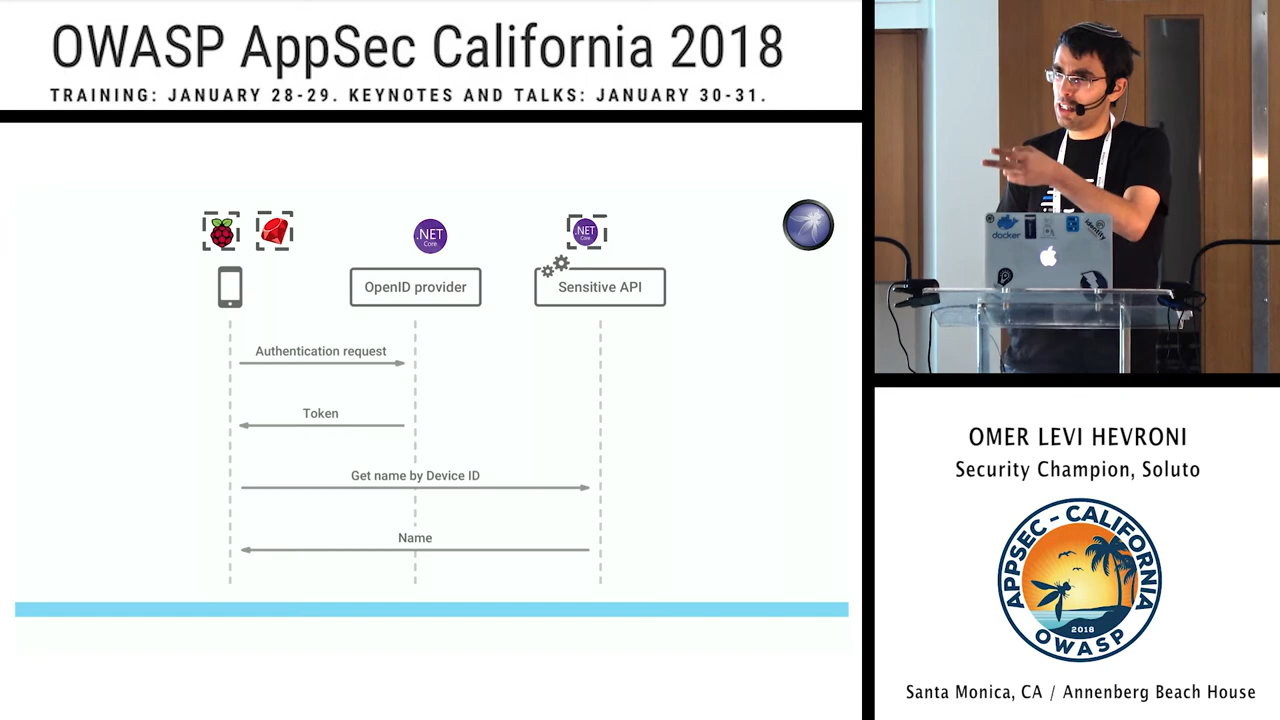 OWASP AppSec California 2018
TRAINING: JANUARY 28-29. KEYNOTES AND TALKS: JANUARY 30-31.
.NET
Core
.NET
Core
OpenID provider
Sensitive API
Authentication request
Token
Get name by Device ID
Name
docker
identity
OMER LEVI HEVRONI
Security Champion, Soluto
APPSEC - CALIFORNIA
2018
OWASP
Santa Monica, CA / Annenberg Beach House